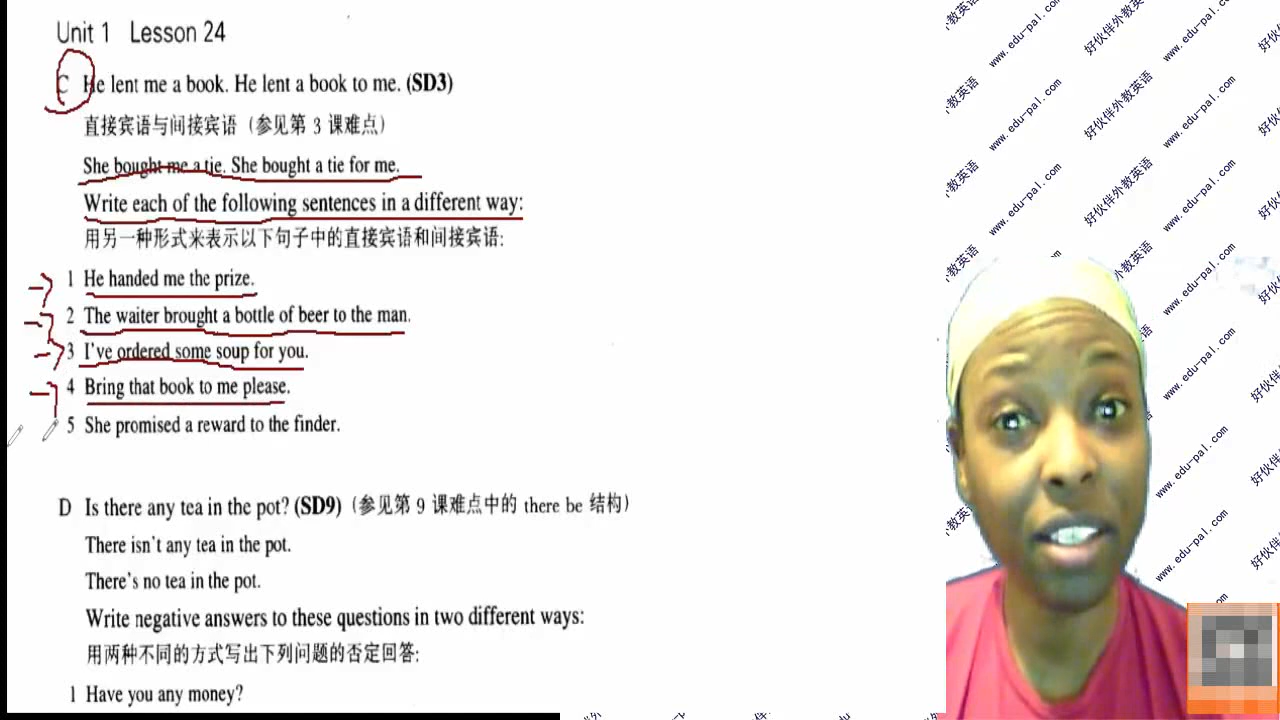 Unit 1 Lesson 24
C He lent me a book. He lent a book to me. (SD3)
直接宾语与间接宾语（参见第 3 课难点）
She bought me a tie. She bought a tie for me.
Write each of the following sentences in a different way:
用另一种形式来表示以下句子中的直接宾语和间接宾语:
1 He handed me the prize.
2 The waiter brought a bottle of beer to the man.
3 I've ordered some soup for you.
4 Bring that book to me please.
5 She promised a reward to the finder.
D Is there any tea in the pot? (SD9)（参见第 9 课难点中的 there be 结构）
There isn't any tea in the pot.
There's no tea in the pot.
Write negative answers to these questions in two different ways:
用两种不同的方式写出下列问题的否定回答:
1 Have you any money?
www.edu-pal.com
好伙伴外教英语